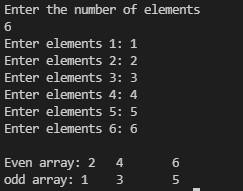 Enter the number of elements
6
Enter elements 1: 1
Enter elements 2: 2
Enter elements 3: 3
Enter elements 4: 4
Enter elements 5: 5
Enter elements 6: 6
Even array: 2 4 6
odd array: 1 3 5